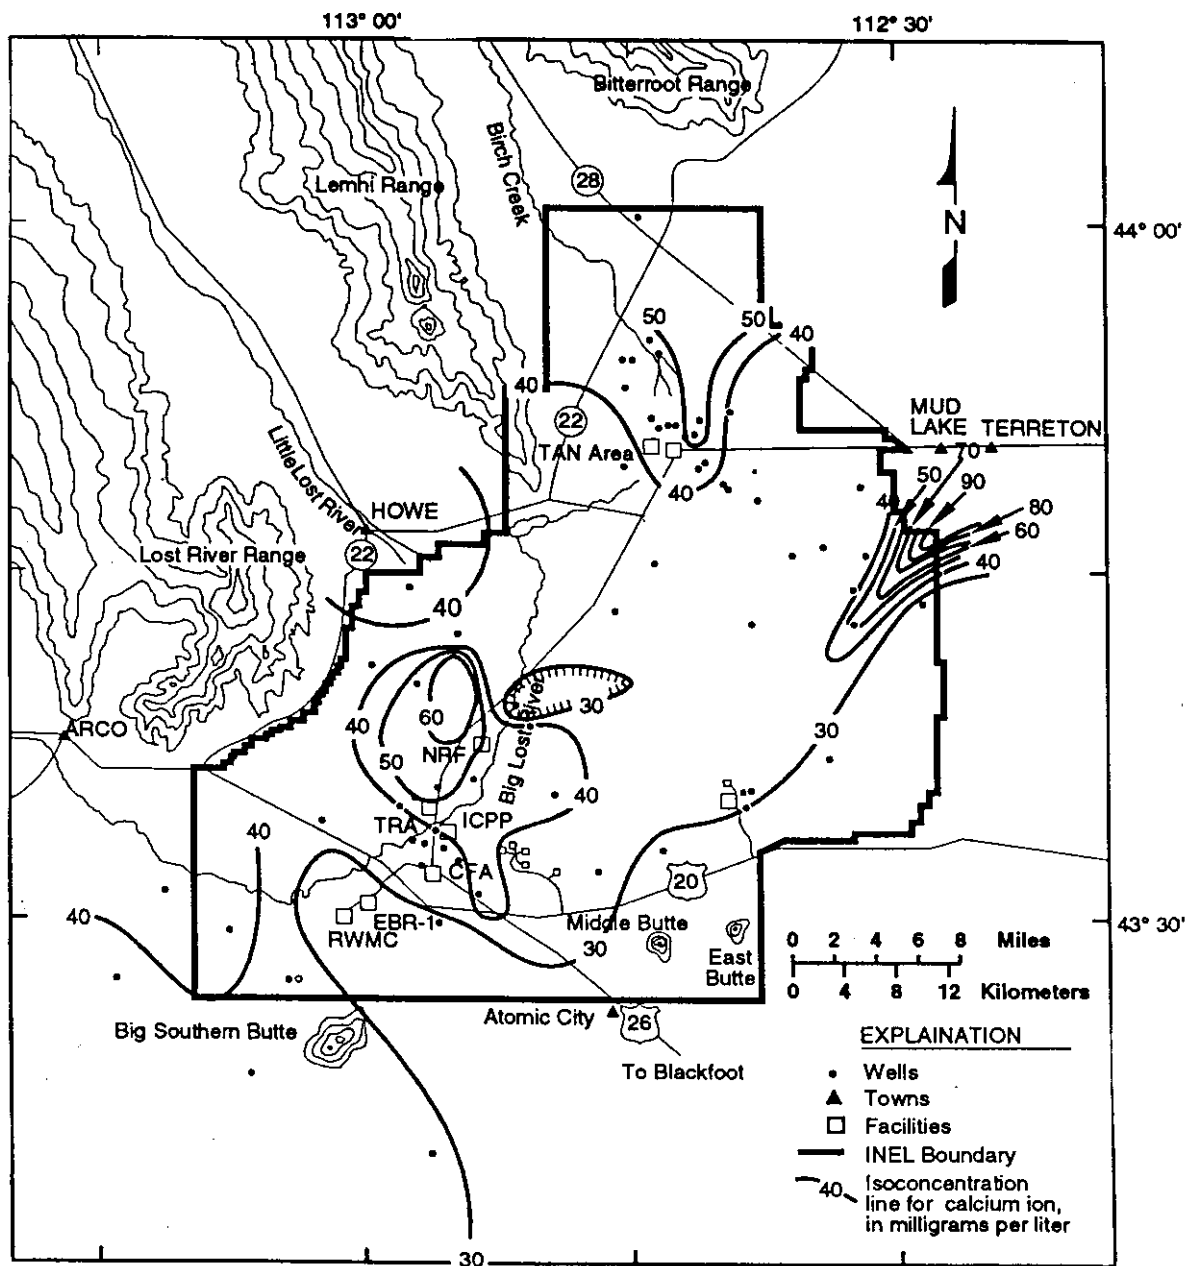 113° 00'
112° 30'
Bitterroot Range
Birch Creek
28
Lemhi Range
N
44° 00'
50
50
40
40
22
MUD
LAKE
TERRETON
TAN Area
70
50
90
40
40
80
60
40
Little Lost River
HOWE
Lost River Range
22
40
30
Big Lost River
40
60
30
ARCO
NRF
50
40
TRA
ICPP
40
CFA
20
40
EBR-1
RWMC
Middle Butte
30
East
Butte
43° 30'
0 2 4 6 8 Miles
0 4 8 12 Kilometers
Big Southern Butte
Atomic City
26
To Blackfoot
EXPLAINATION
Wells
Towns
Facilities
INEL Boundary
40
Isoconcentration
line for calcium ion,
in milligrams per liter
30